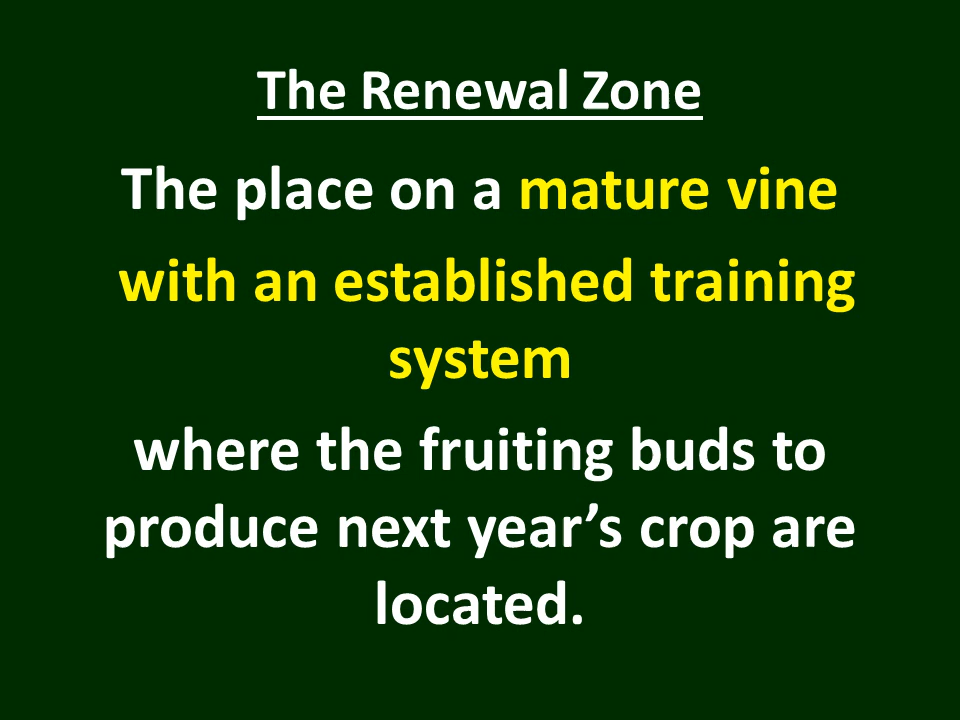 The Renewal Zone
The place on a mature vine
with an established training
system
where the fruiting buds to
produce next year’s crop are
located.